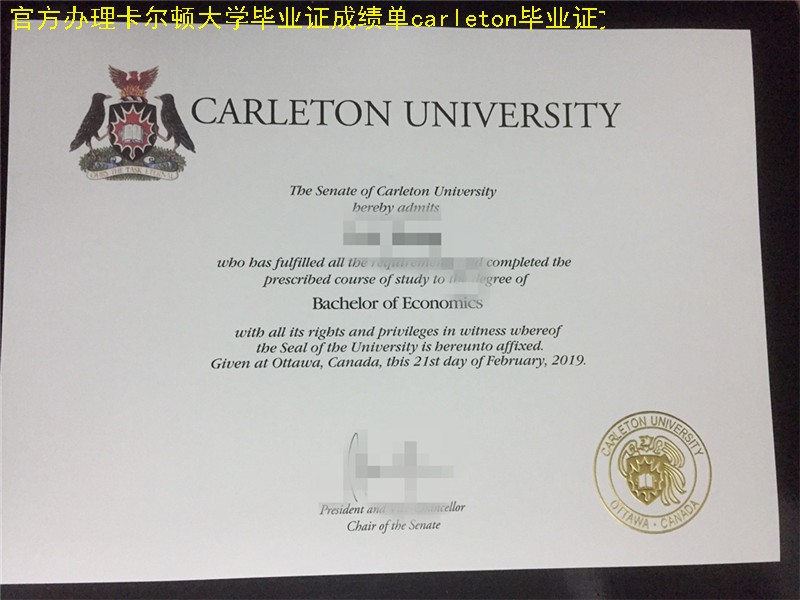 官方办理卡尔顿大学毕业证成绩单carleton毕业证
CARLETON UNIVERSITY
The Senate of Carleton University
hereby admits
who has fulfilled all the completed the
prescribed course of study to degree of
Bachelor of Economics
with all its rights and privileges in witness whereof
the Seal of the University is hereunto affixed.
Given at Ottawa, Canada, this 21st day of February, 2019.
President and
Chair of the Senate
CARLETON UNIVERSITY
OTTAWA · CANADA